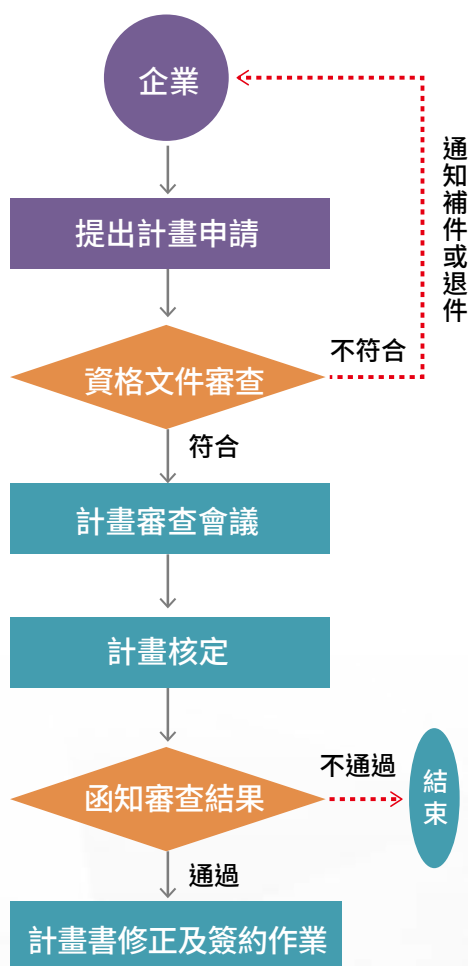 企業
提出計畫申請
資格文件審查
不符合
通知補件或退件
符合
計畫審查會議
計畫核定
函知審查結果
不通過
結束
通過
計畫書修正及簽約作業